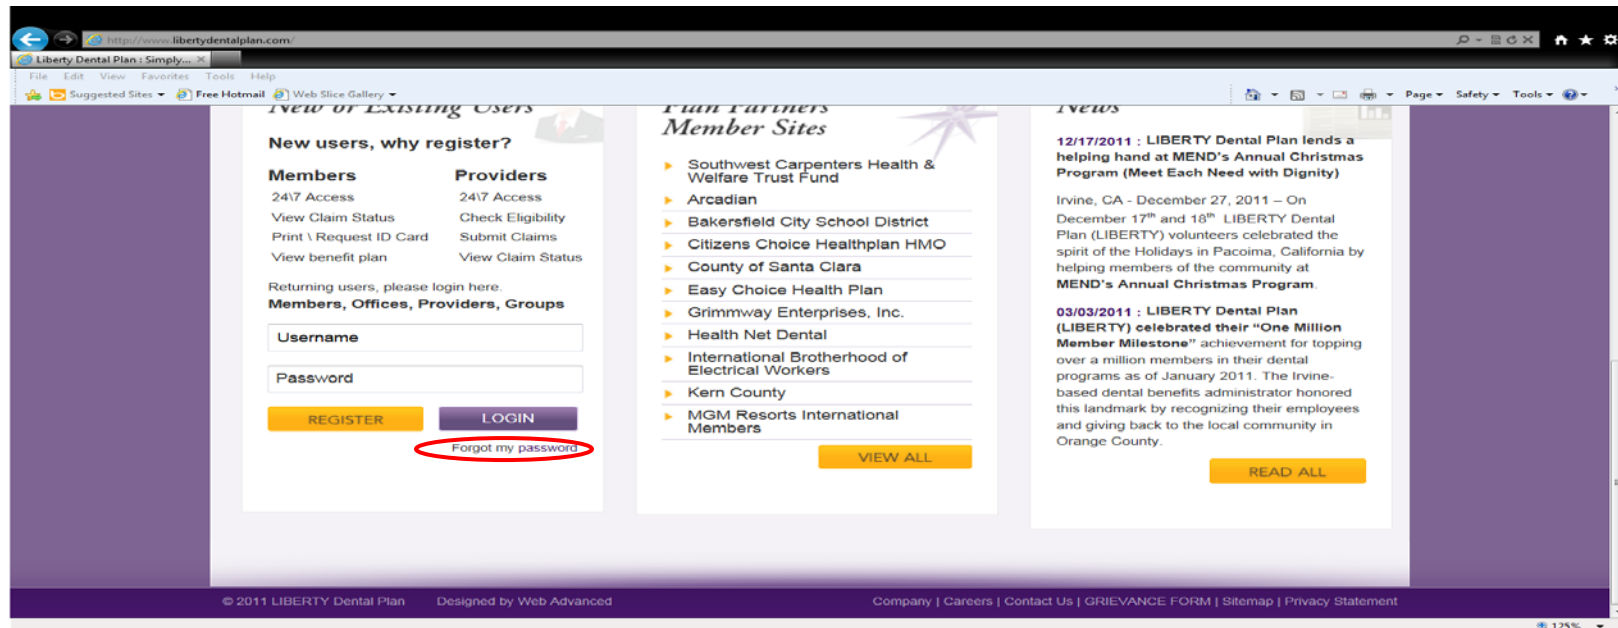 http://www.libertydentalplan.com/
Liberty Dental Plan : Simply...
File Edit View Favorites Tools Help
Suggested Sites Free Hotmail Web Slice Gallery
Page Safety Tools
New or Existing Users
New users, why register?
Members Providers
24\7 Access 24\7 Access
View Claim Status Check Eligibility
Print \ Request ID Card Submit Claims
View benefit plan View Claim Status
Returning users, please login here.
Members, Offices, Providers, Groups
Username
Password
REGISTER LOGIN
Forgot my password
Plan Partners
Member Sites
Southwest Carpenters Health &
Welfare Trust Fund
Arcadian
Bakersfield City School District
Citizens Choice Healthplan HMO
County of Santa Clara
Easy Choice Health Plan
Grimmway Enterprises, Inc.
Health Net Dental
International Brotherhood of
Electrical Workers
Kern County
MGM Resorts International
Members
VIEW ALL
News
12/17/2011 : LIBERTY Dental Plan lends a
helping hand at MEND's Annual Christmas
Program (Meet Each Need with Dignity)
Irvine, CA - December 27, 2011 – On
December 17th and 18th LIBERTY Dental
Plan (LIBERTY) volunteers celebrated the
spirit of the Holidays in Pacoima, California by
helping members of the community at
MEND's Annual Christmas Program.
03/03/2011 : LIBERTY Dental Plan
(LIBERTY) celebrated their “One Million
Member Milestone” achievement for topping
over a million members in their dental
programs as of January 2011. The Irvine-
based dental benefits administrator honored
this landmark by recognizing their employees
and giving back to the local community in
Orange County.
READ ALL
© 2011 LIBERTY Dental Plan Designed by Web Advanced
Company | Careers | Contact Us | GRIEVANCE FORM | Sitemap | Privacy Statement
125%